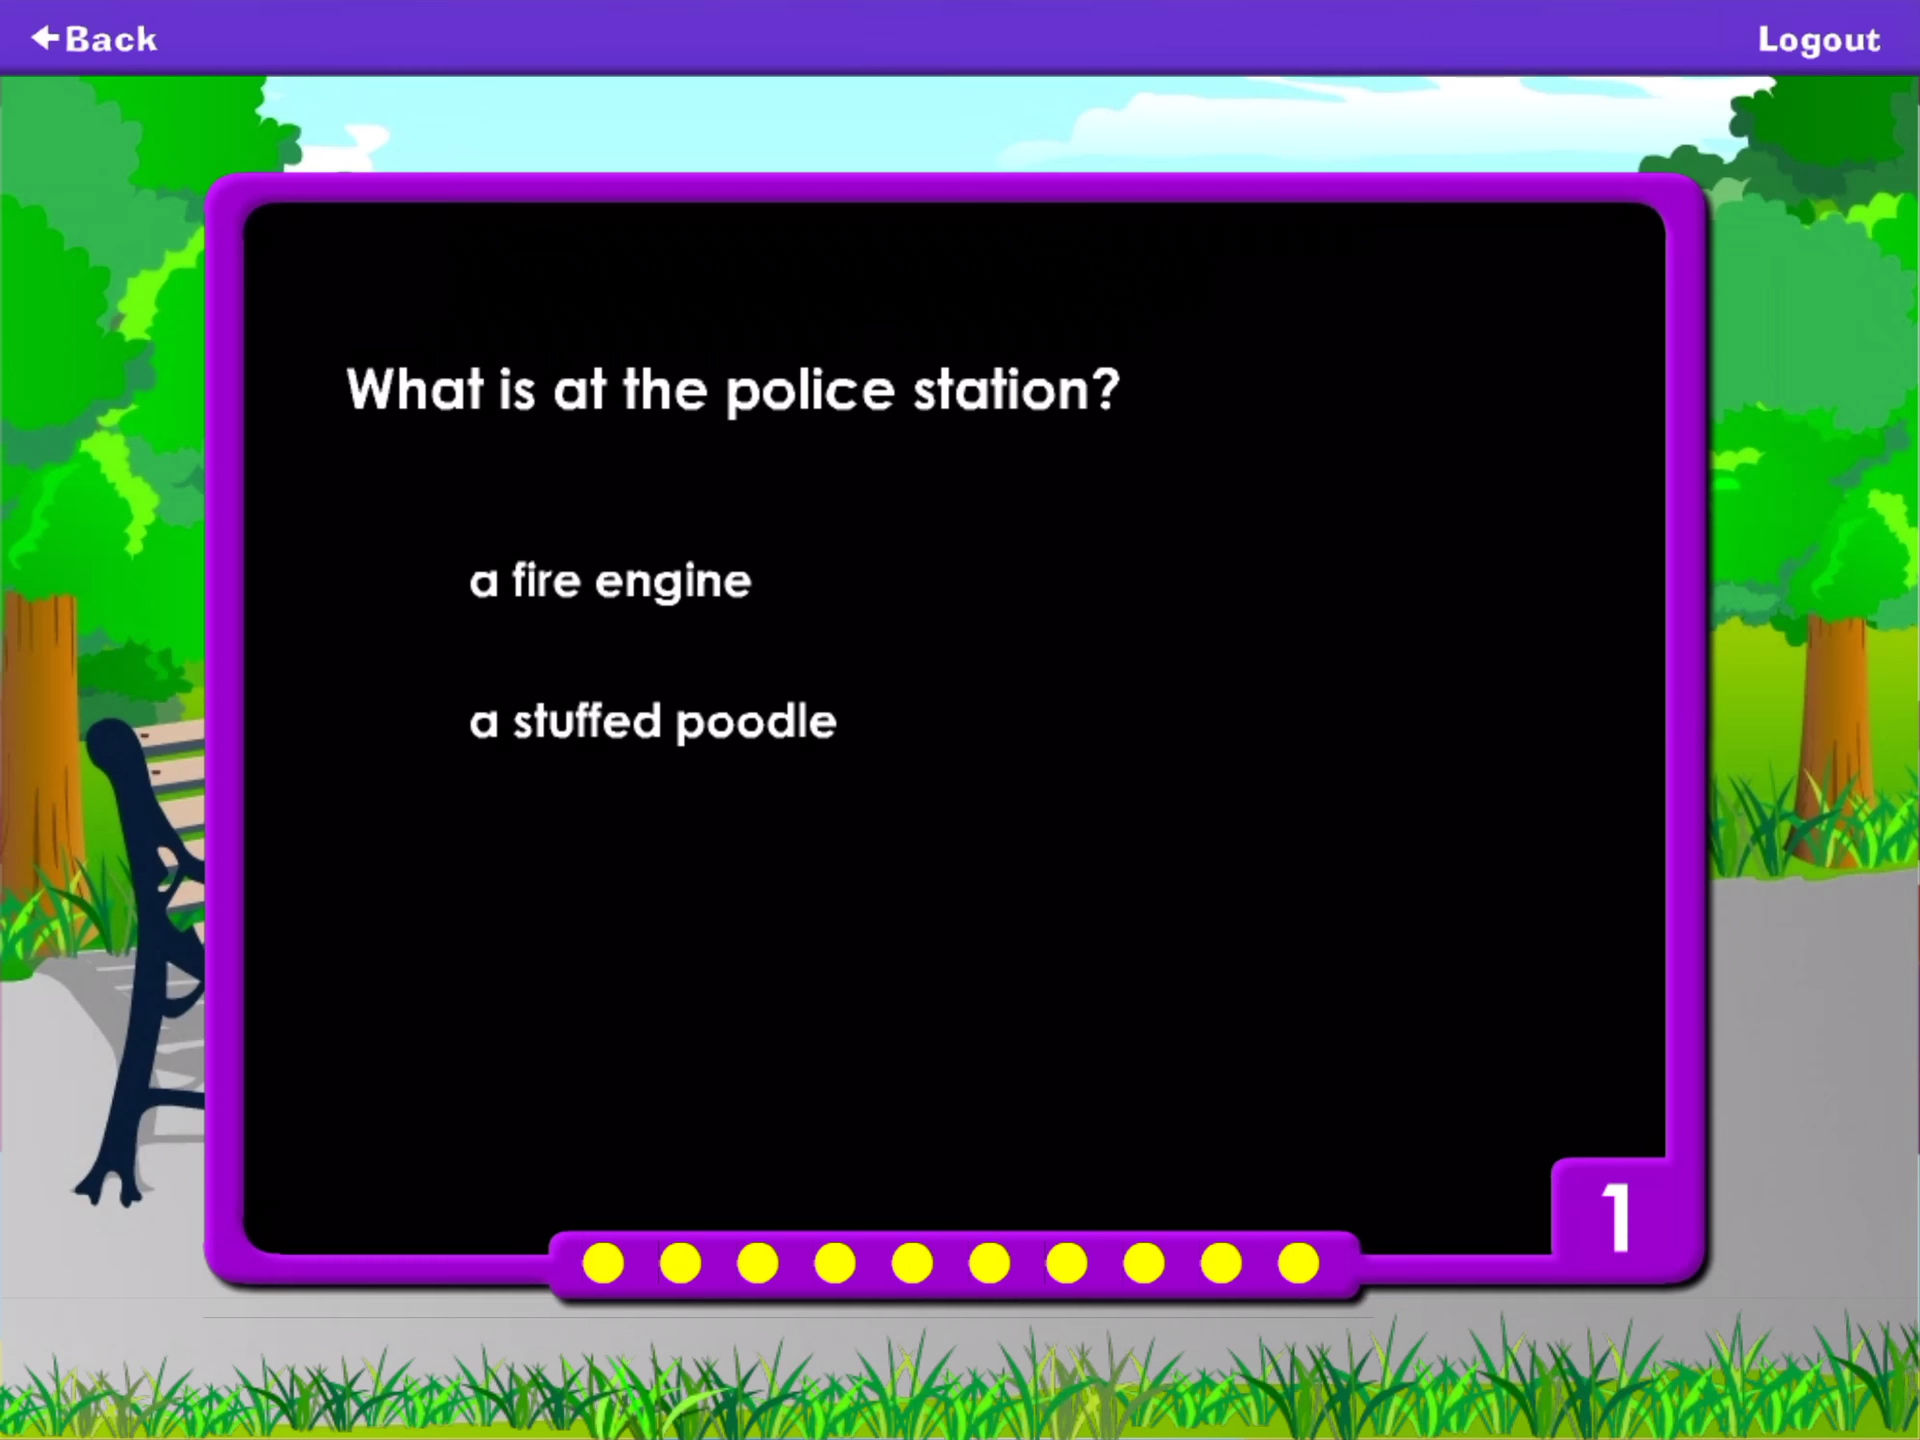 Back
Logout
What is at the police station?
a fire engine
a stuffed poodle
1